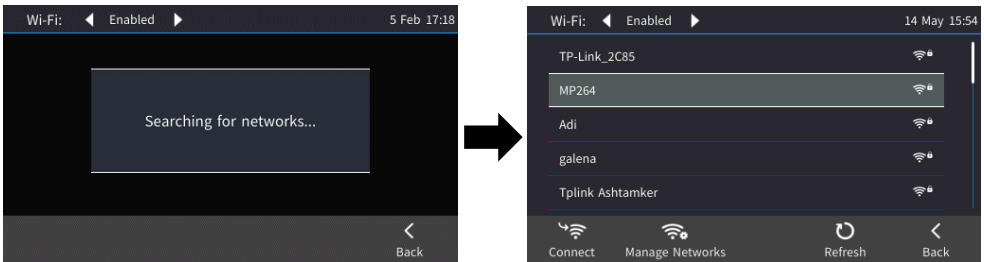 Wi-Fi: Enabled 5 Feb 17:18
Searching for networks...
Back
Wi-Fi: Enabled 14 May 15:54
TP-Link_2C85
MP264
Adi
galena
Tplink Ashtamker
Connect Manage Networks Refresh Back